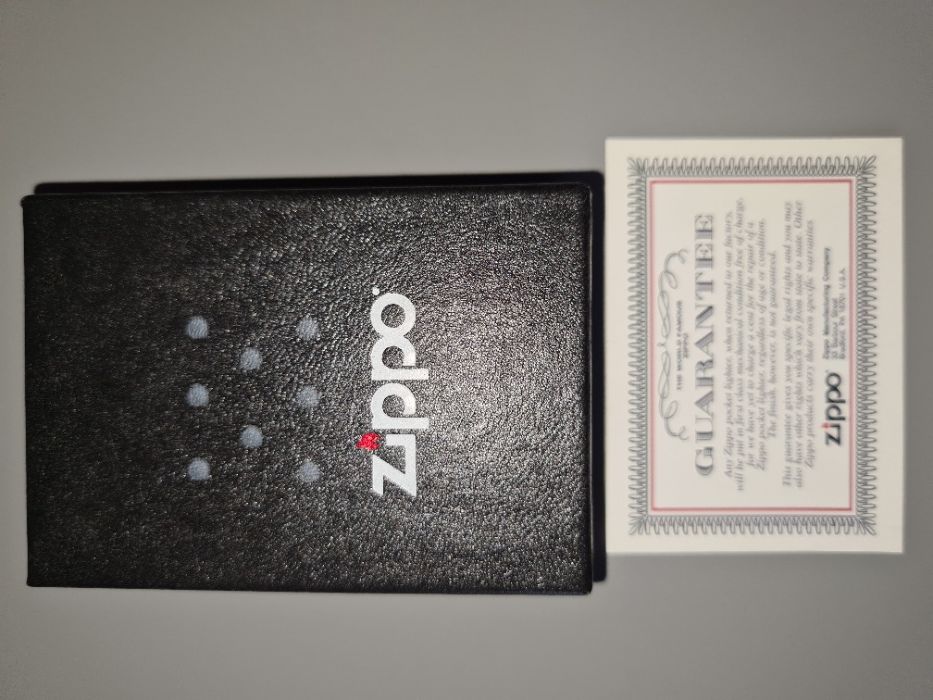 zippo
THE WORLD FAMOUS
ZIPPO
GUARANTEE
Any Zippo pocket lighter, when returned to our factory,
will be put in first class mechanical condition free of charge,
for we have yet to charge a cent for the repair of a
Zippo pocket lighter, regardless of age or condition.
The finish, however, is not guaranteed.
This guarantee gives you specific legal rights and you may
also have other rights which vary from state to state. Other
Zippo products carry their own specific warranties
zippo
Zippo Manufacturing Company
33 Barbour Street
Bradford, PA 16701 U.S.A.